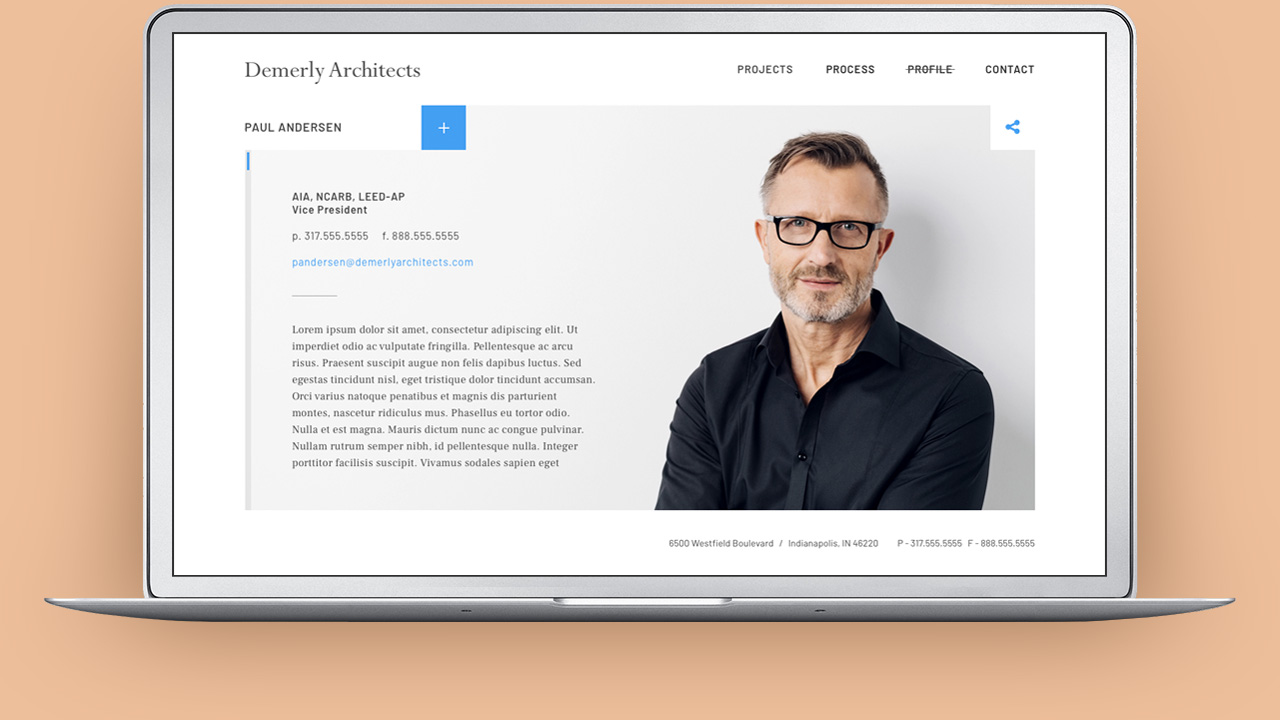 Demerly Architects
PROJECTS PROCESS PROFILE CONTACT
PAUL ANDERSEN
+
AIA, NCARB, LEED-AP
Vice President
p. 317.555.5555 f. 888.555.5555
pandersen@demerlyarchitects.com
Lorem ipsum dolor sit amet, consectetur adipiscing elit. Ut
imperdiet odio ac vulputate fringilla. Pellentesque ac arcu
risus. Praesent suscipit augue non felis dapibus luctus. Sed
egestas tincidunt nisl, eget tristique dolor tincidunt accumsan.
Orci varius natoque penatibus et magnis dis parturient
montes, nascetur ridiculus mus. Phasellus eu tortor odio.
Nulla et est magna. Mauris dictum nunc ac congue pulvinar.
Nullam rutrum semper nibh, id pellentesque nulla. Integer
porttitor facilisis suscipit. Vivamus sodales sapien eget
6500 Westfield Boulevard / Indianapolis, IN 46220 P - 317.555.5555 F - 888.555.5555